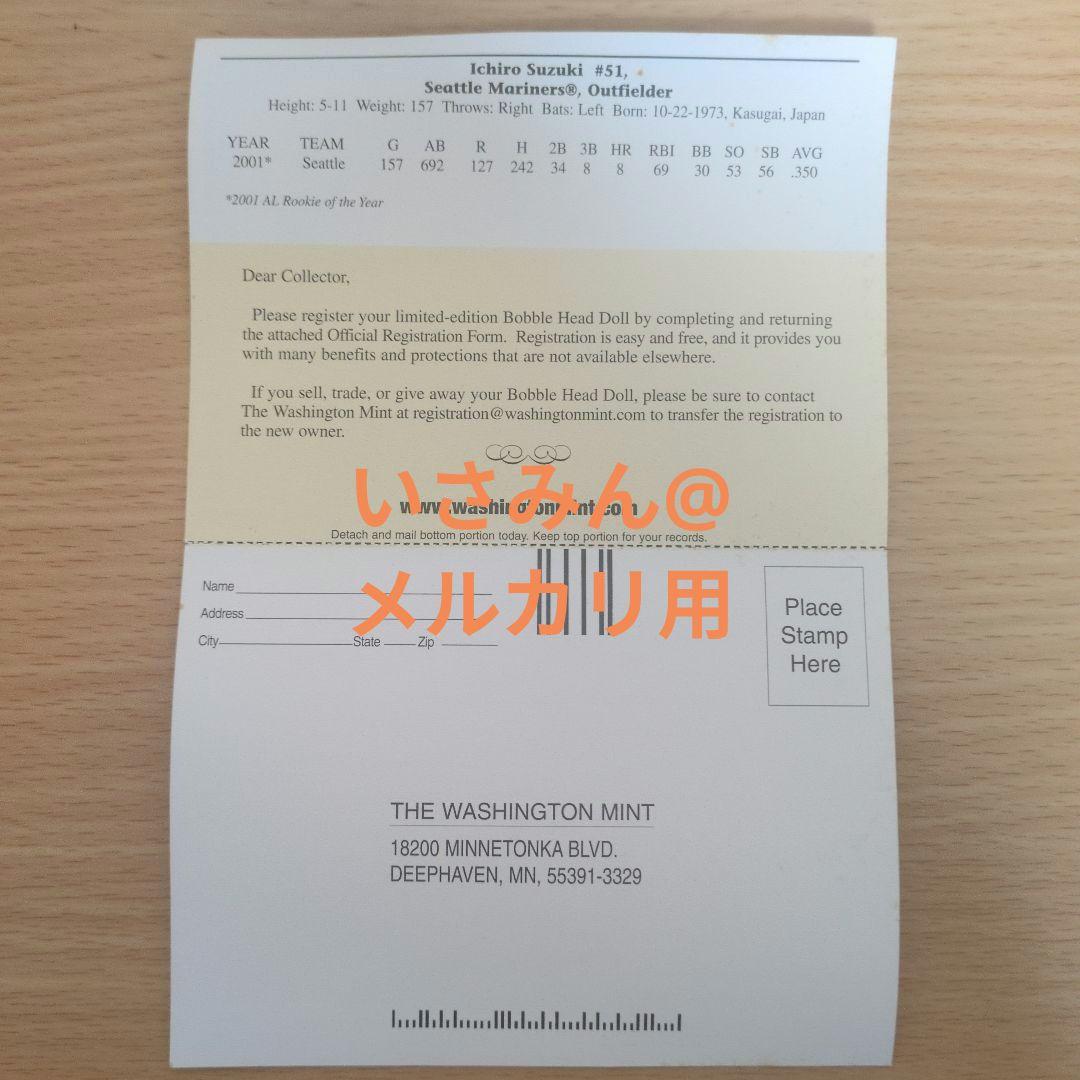 Ichiro Suzuki #51,
Seattle Mariners®, Outfielder
Height: 5-11 Weight: 157 Throws: Right Bats: Left Born: 10-22-1973, Kasugai, Japan
YEAR TEAM G AB R H 2B 3B HR RBI BB SO SB AVG
2001* Seattle 157 692 127 242 34 8 8 69 30 53 56 .350
*2001 AL Rookie of the Year
Dear Collector,
Please register your limited-edition Bobble Head Doll by completing and returning
the attached Official Registration Form. Registration is easy and free, and it provides you
with many benefits and protections that are not available elsewhere.
If you sell, trade, or give away your Bobble Head Doll, please be sure to contact
The Washington Mint at registration@washingtonmint.com to transfer the registration to
the new owner.
いさみん@
www.washingtonmint.com
Detach and mail bottom portion today. Keep top portion for your records.
メルカリ用
Name
Address
City State Zip
Place
Stamp
Here
THE WASHINGTON MINT
18200 MINNETONKA BLVD.
DEEPHAVEN, MN, 55391-3329